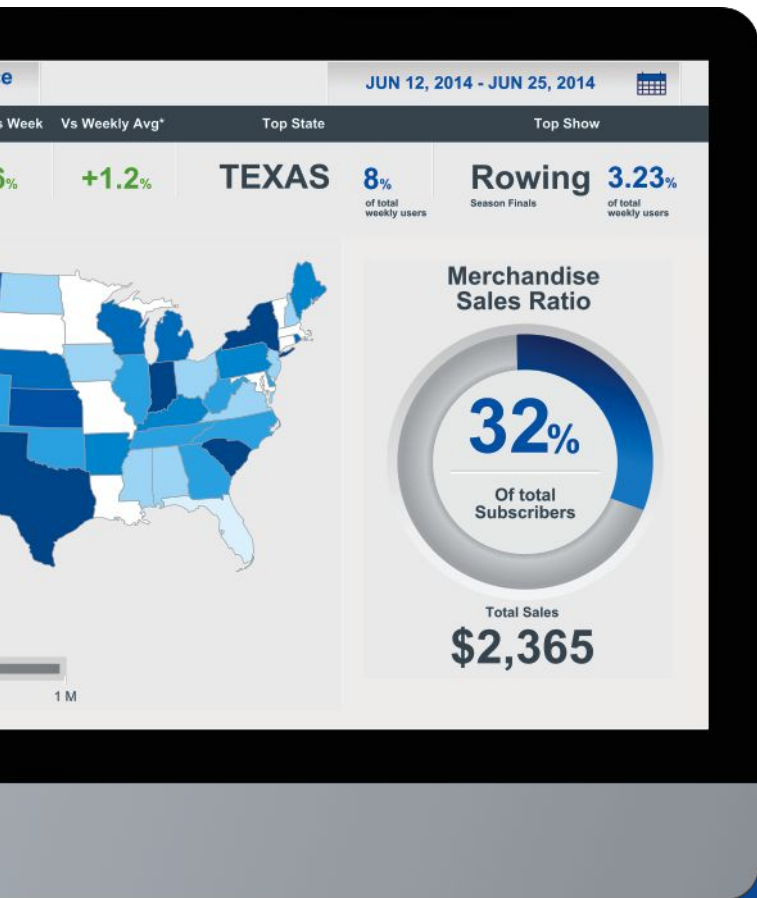 JUN 12, 2014 - JUN 25, 2014
Week Vs Weekly Avg* Top State Top Show
+1.2% TEXAS 8% Rowing 3.23%
of total Season Finals of total
weekly users weekly users
Merchandise
Sales Ratio
32%
Of total
Subscribers
Total Sales
$2,365
1 M